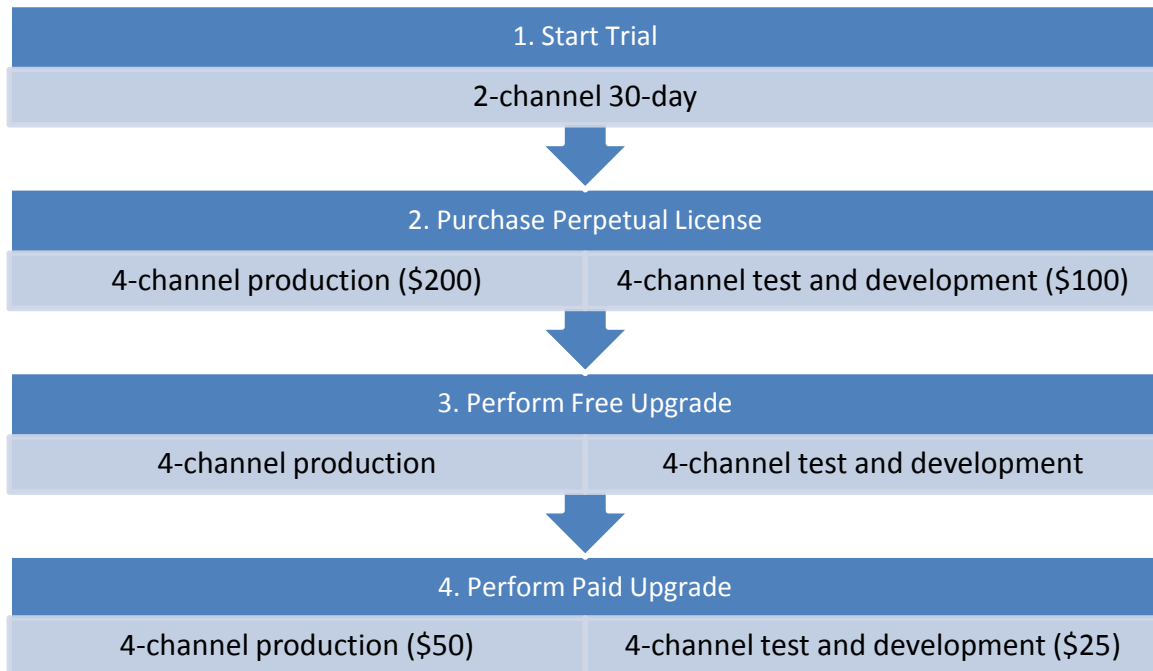 1. Start Trial
2-channel 30-day
2. Purchase Perpetual License
4-channel production ($200)
4-channel test and development ($100)
3. Perform Free Upgrade
4-channel production
4-channel test and development
4. Perform Paid Upgrade
4-channel production ($50)
4-channel test and development ($25)